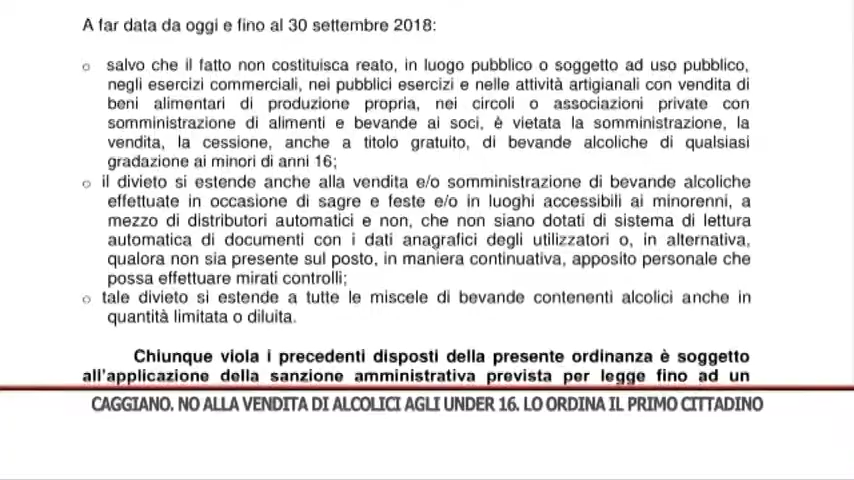 A far data da oggi e fino al 30 settembre 2018:
o salvo che il fatto non costituisca reato, in luogo pubblico o soggetto ad uso pubblico,
negli esercizi commerciali, nei pubblici esercizi e nelle attività artigianali con vendita di
beni alimentari di produzione propria, nei circoli o associazioni private con
somministrazione di alimenti e bevande ai soci, è vietata la somministrazione, la
vendita, la cessione, anche a titolo gratuito, di bevande alcoliche di qualsiasi
gradazione ai minori di anni 16;
o il divieto si estende anche alla vendita e/o somministrazione di bevande alcoliche
effettuate in occasione di sagre e feste e/o in luoghi accessibili ai minorenni, a
mezzo di distributori automatici e non, che non siano dotati di sistema di lettura
automatica di documenti con i dati anagrafici degli utilizzatori o, in alternativa,
qualora non sia presente sul posto, in maniera continuativa, apposito personale che
possa effettuare mirati controlli;
o tale divieto si estende a tutte le miscele di bevande contenenti alcolici anche in
quantità limitata o diluita.
Chiunque viola i precedenti disposti della presente ordinanza è soggetto
all'applicazione della sanzione amministrativa prevista per legge fino ad un
CAGGIANO. NO ALLA VENDITA DI ALCOLICI AGLI UNDER 16. LO ORDINA IL PRIMO CITTADINO